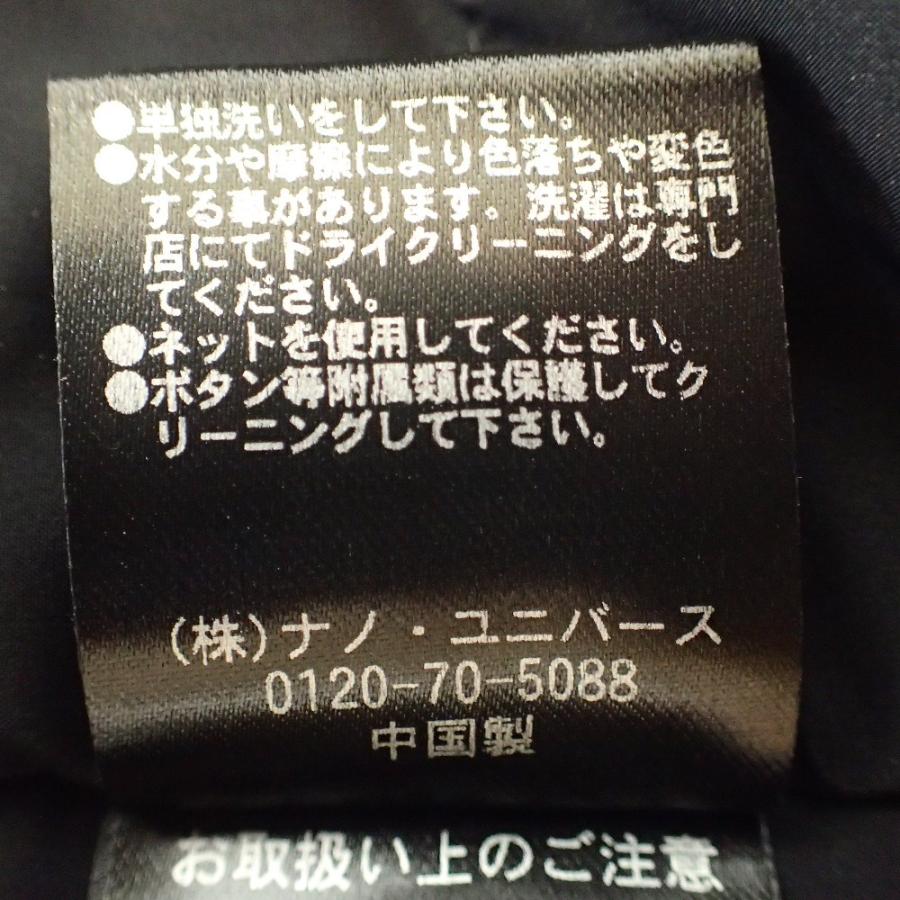 ●単独洗いをして下さい。
●水分や摩擦により色落ちや変色
する事があります。洗濯は専門
店にてドライクリーニングをし
てください。
●ネットを使用してください。
●ボタン等附属類は保護してク
リーニングして下さい。
(株)ナノ・ユニバース
0120-70-5088
中国製
お取扱い上のご注意